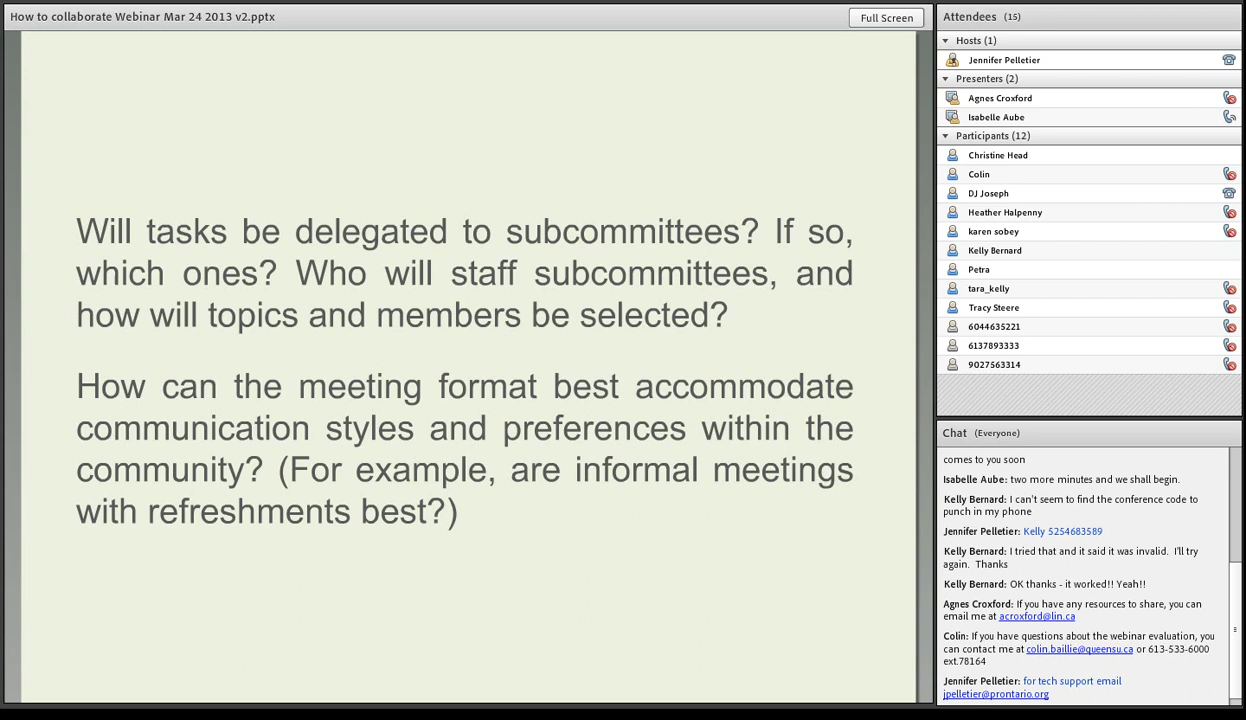 How to collaborate Webinar Mar 24 2013 v2.pptx
Full Screen
Will tasks be delegated to subcommittees? If so,
which ones? Who will staff subcommittees, and
how will topics and members be selected?
How can the meeting format best accommodate
communication styles and preferences within the
community? (For example, are informal meetings
with refreshments best?)
Attendees (15)
Hosts (1)
Jennifer Pelletier
Presenters (2)
Agnes Croxford
Isabelle Aube
Participants (12)
Christine Head
Colin
DJ Joseph
Heather Halpenny
karen sobey
Kelly Bernard
Petra
tara_kelly
Tracy Steere
6044635221
6137893333
9027563314
Chat (Everyone)
comes to you soon
Isabelle Aube: two more minutes and we shall begin.
Kelly Bernard: I can't seem to find the conference code to
punch in my phone
Jennifer Pelletier: Kelly 5254683589
Kelly Bernard: I tried that and it said it was invalid. I'll try
again. Thanks
Kelly Bernard: OK thanks - it worked!! Yeah!!
Agnes Croxford: If you have any resources to share, you can
email me at acroxford@lin.ca
Colin: If you have questions about the webinar evaluation, you
can contact me at colin.baillie@queensu.ca or 613-533-6000
ext.78164
Jennifer Pelletier: for tech support email
jpelletier@prontario.org